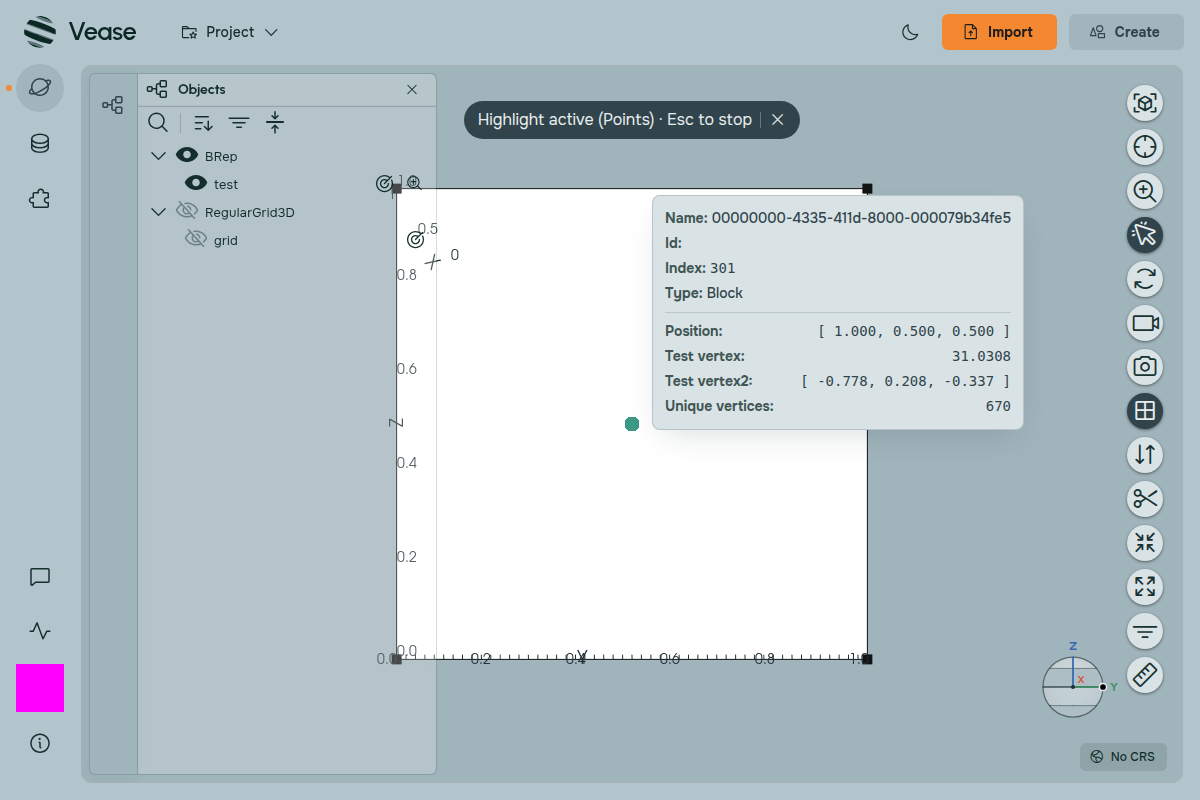 Vease
Project
Import
Create
Objects
Highlight active (Points) · Esc to stop
BRep
test
RegularGrid3D
grid
0.5
0
0.8
0.6
Z
0.4
0.2
0.0
0.2
0.4
Y
0.6
0.8
Name: 00000000-4335-411d-8000-000079b34fe5
Id:
Index: 301
Type: Block
Position: [ 1.000, 0.500, 0.500 ]
Test vertex: 31.0308
Test vertex2: [ -0.778, 0.208, -0.337 ]
Unique vertices: 670
Z
X
Y
No CRS